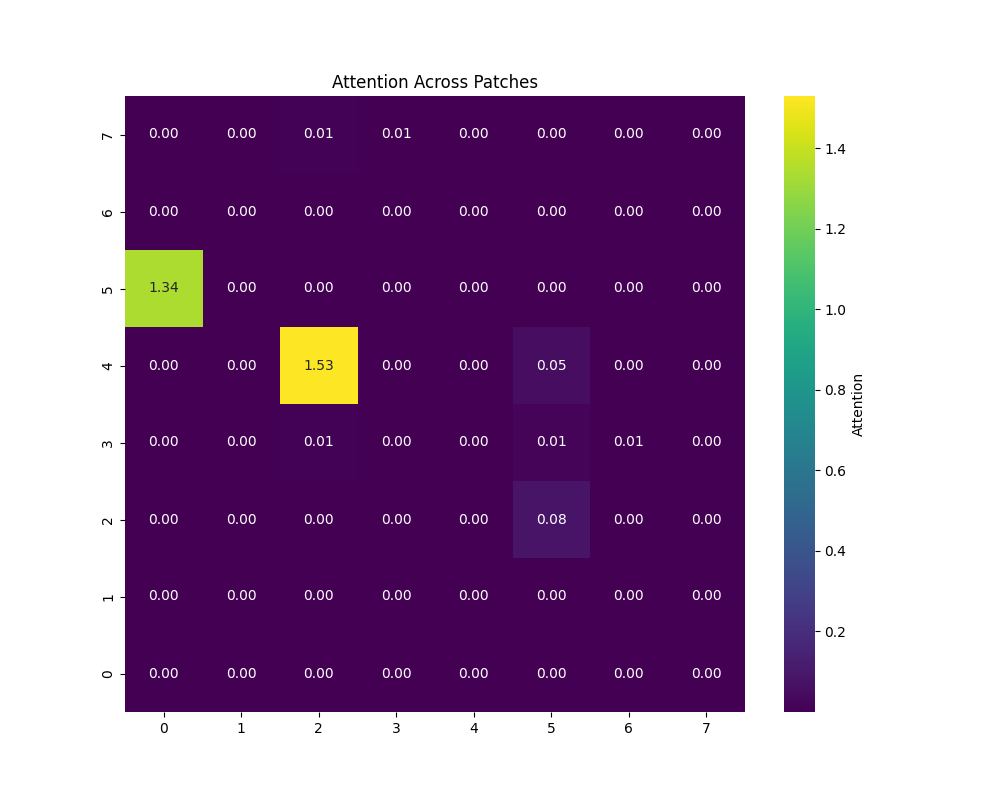 Attention Across Patches
7 0.00 0.00 0.01 0.01 0.00 0.00 0.00 0.00
6 0.00 0.00 0.00 0.00 0.00 0.00 0.00 0.00
5 1.34 0.00 0.00 0.00 0.00 0.00 0.00 0.00
4 0.00 0.00 1.53 0.00 0.00 0.05 0.00 0.00
3 0.00 0.00 0.01 0.00 0.00 0.01 0.01 0.00
2 0.00 0.00 0.00 0.00 0.00 0.08 0.00 0.00
1 0.00 0.00 0.00 0.00 0.00 0.00 0.00 0.00
0 0.00 0.00 0.00 0.00 0.00 0.00 0.00 0.00
0 1 2 3 4 5 6 7
1.4
1.2
1.0
0.8
0.6
0.4
0.2
Attention